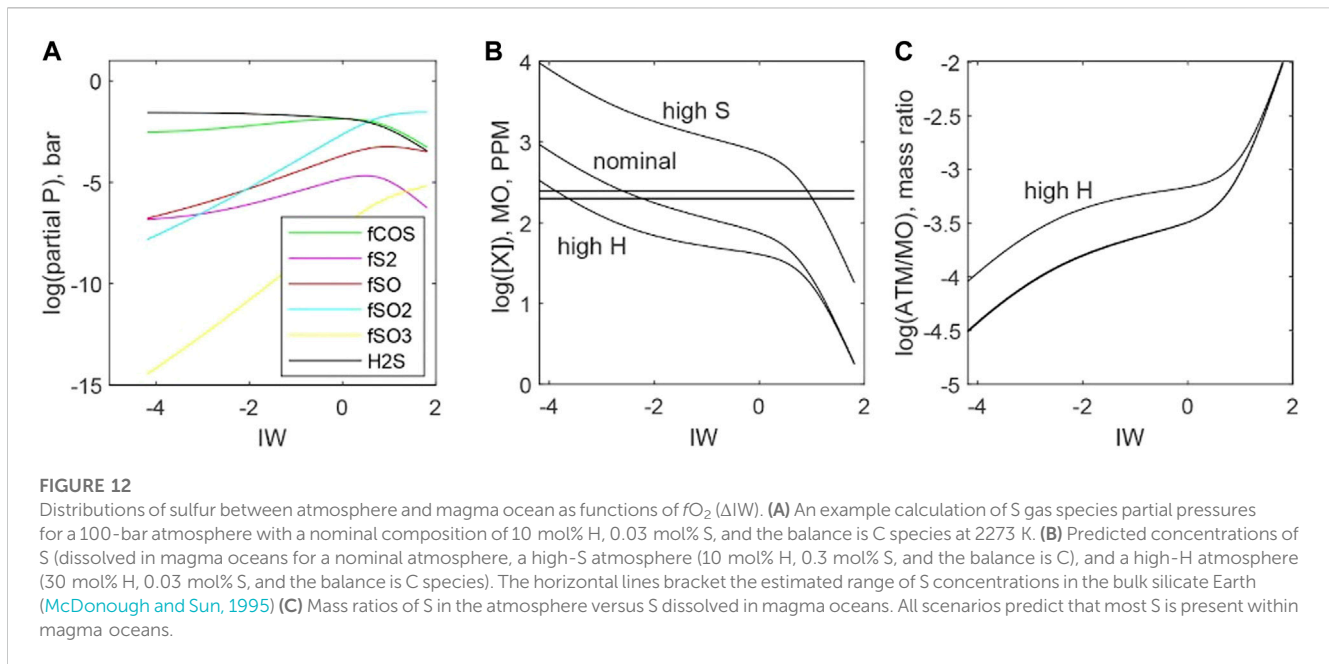 A
log(partial P), bar
0
-5
-10
-15
-4
-2
0
2
IW
fCOS
fS2
fSO
fSO2
fSO3
H2S
B
log([X]), MO, PPM
4
3
2
1
0
-4
-2
0
2
IW
high S
nominal
high H
C
log(ATM/MO), mass ratio
-2
-2.5
-3
-3.5
-4
-4.5
-5
-4
-2
0
2
IW
high H
FIGURE 12
Distributions of sulfur between atmosphere and magma ocean as functions of fO₂ (ΔIW). (A) An example calculation of S gas species partial pressures
for a 100-bar atmosphere with a nominal composition of 10 mol% H, 0.03 mol% S, and the balance is C species at 2273 K. (B) Predicted concentrations of
S (dissolved in magma oceans for a nominal atmosphere, a high-S atmosphere (10 mol% H, 0.3 mol% S, and the balance is C), and a high-H atmosphere
(30 mol% H, 0.03 mol% S, and the balance is C species). The horizontal lines bracket the estimated range of S concentrations in the bulk silicate Earth
(McDonough and Sun, 1995) (C) Mass ratios of S in the atmosphere versus S dissolved in magma oceans. All scenarios predict that most S is present within
magma oceans.